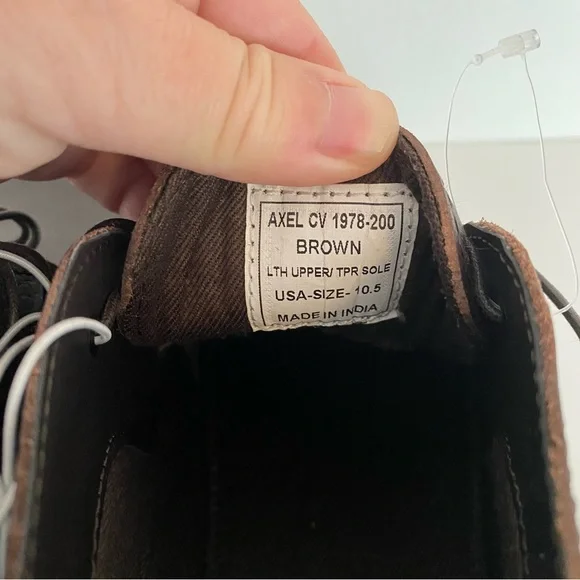 AXEL CV 1978-200
BROWN
LTH UPPER/ TPR SOLE
USA-SIZE- 10.5
MADE IN INDIA